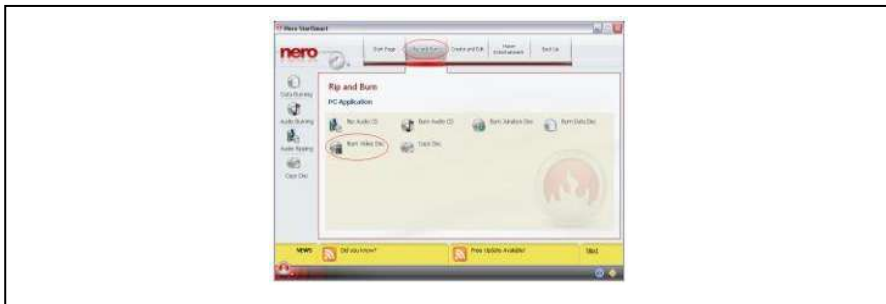 Nero StartSmart
nero
Start Page
Rip and Burn
Create and Edit
Home
Entertainment
Back Up
Data Burning
Audio Burning
Audio Ripping
Copy Disc
Rip and Burn
PC Application
Rip Audio CD
Burn Audio CD
Burn Jukebox Disc
Burn Data Disc
Burn Video Disc
Copy Disc
NEWS
Did you know?
Free Update Available!
Next